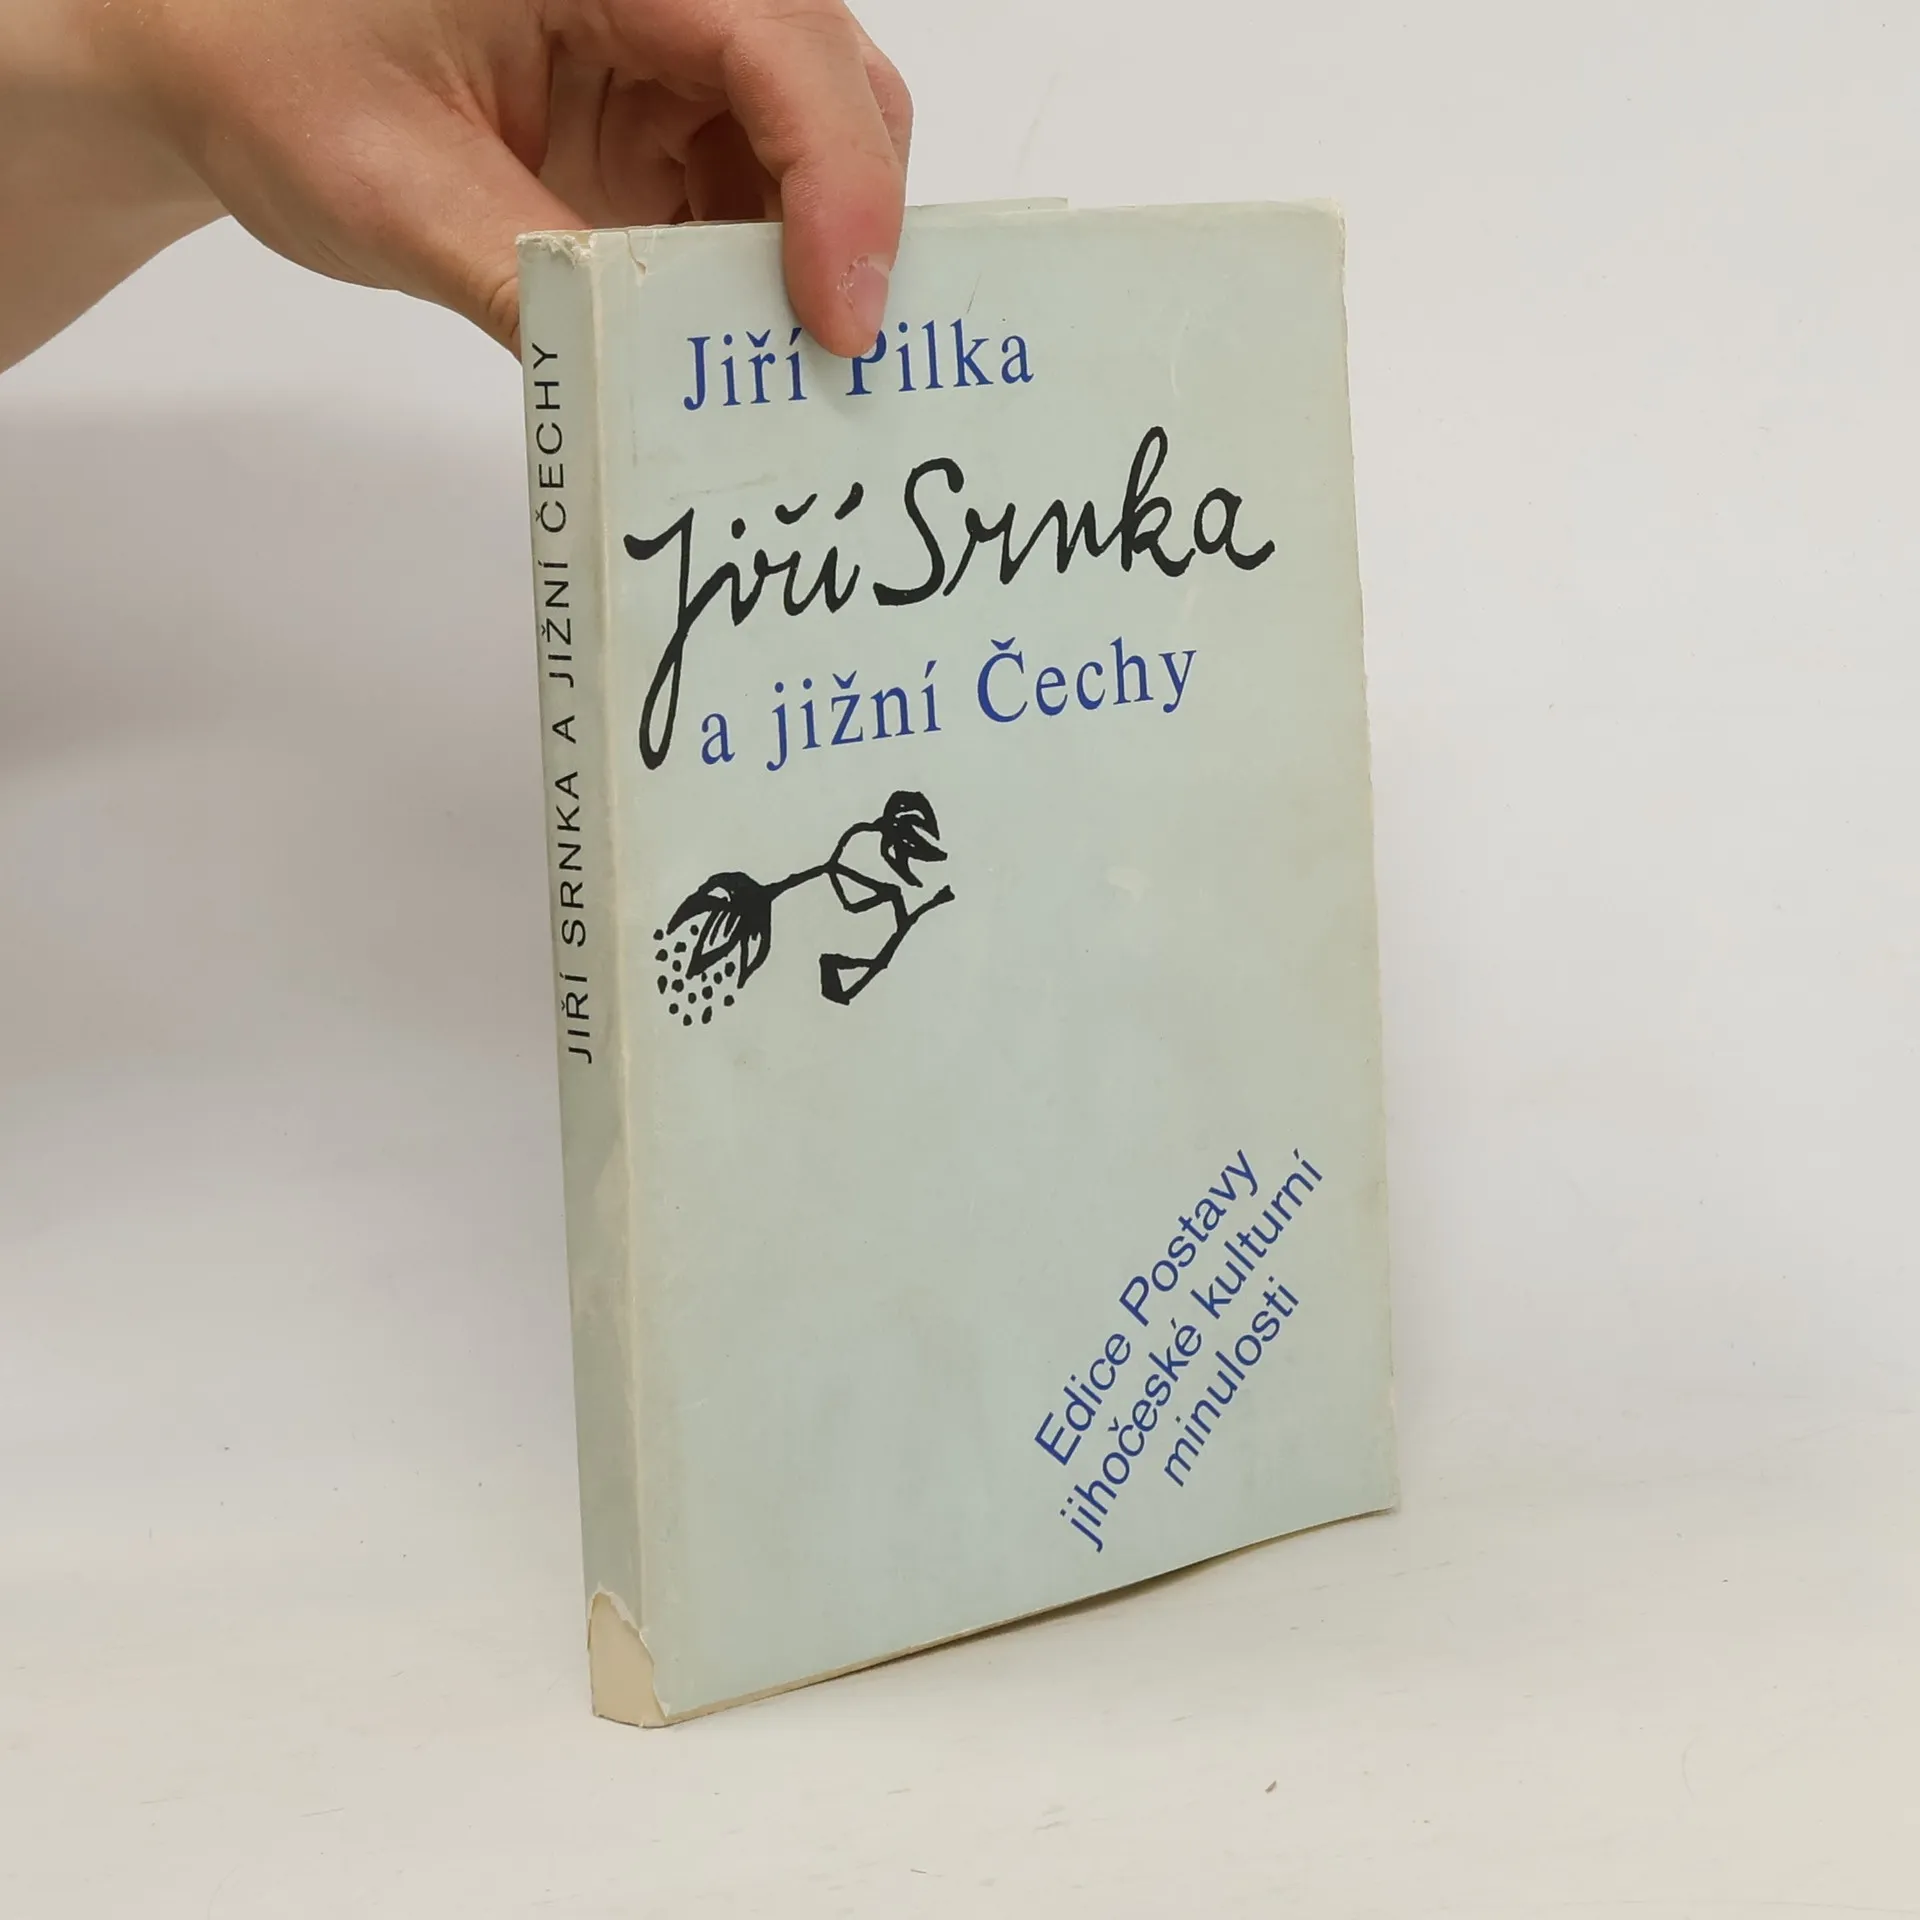 JIŘÍ SRNKA A JIŽNÍ ČECHY
Jiří Pilka
Jiří Srnka
a jižní Čechy
Edice Postavy
jihočeské kulturní
minulosti